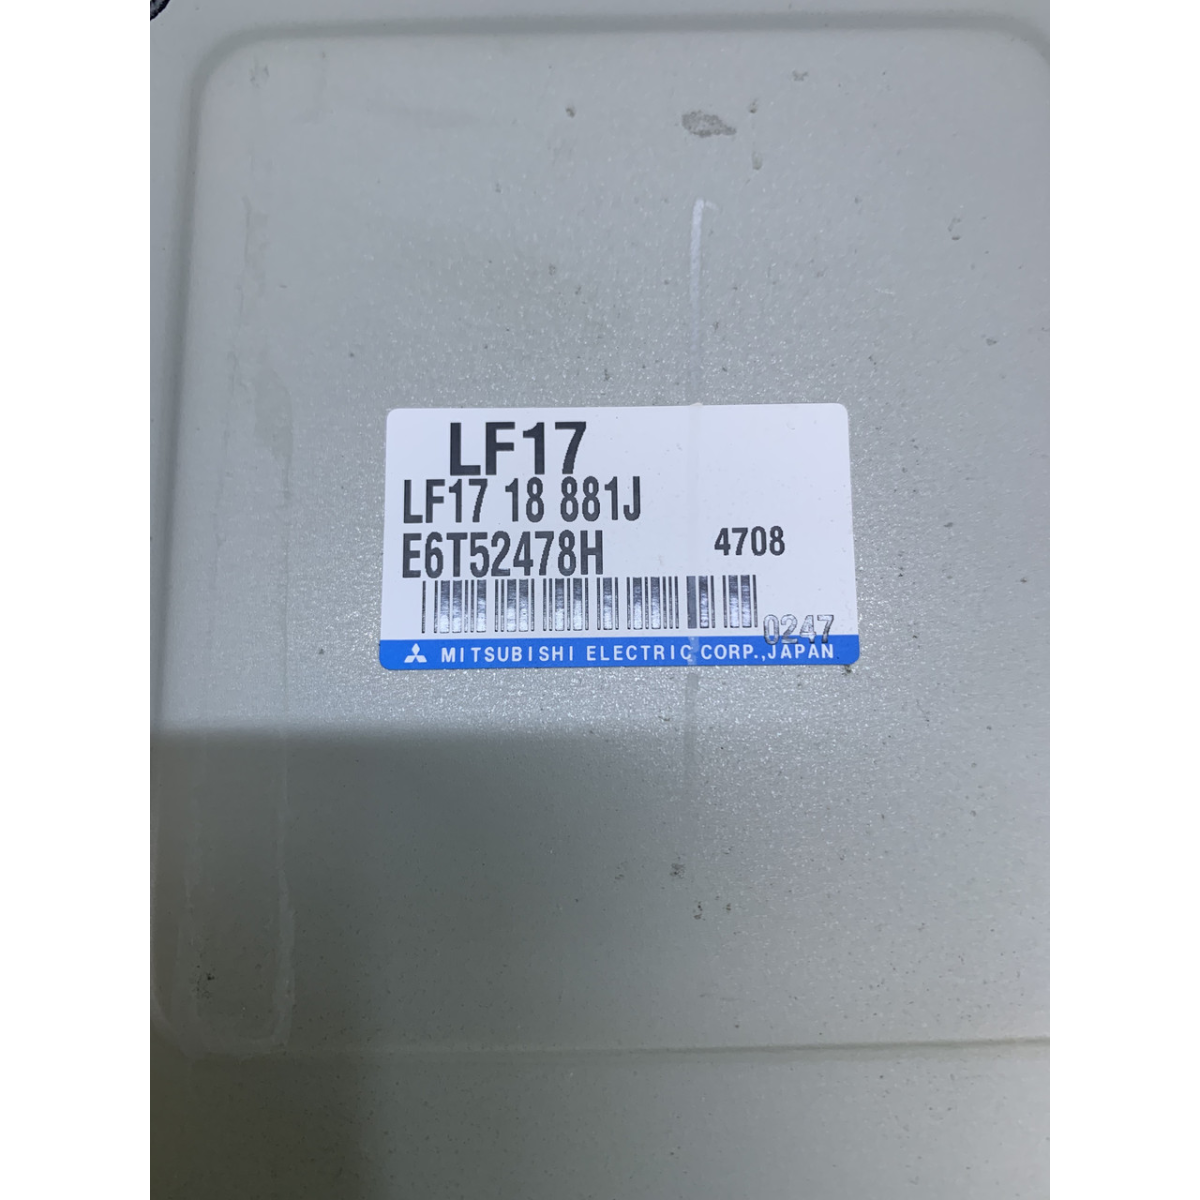 LF17
LF17 18 881J
E6T52478H 4708
0247
MITSUBISHI ELECTRIC CORP.,JAPAN